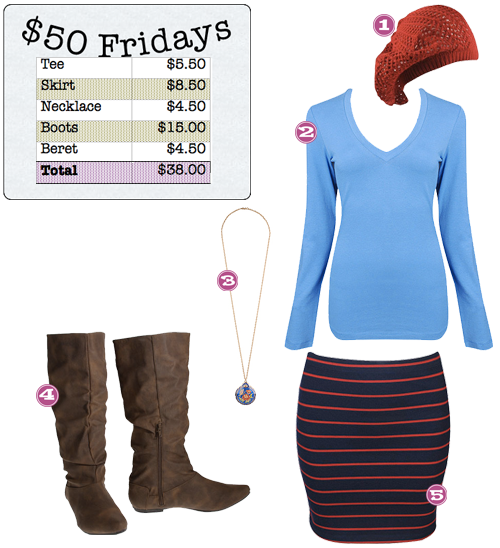 $50 Fridays
Tee $5.50
Skirt $8.50
Necklace $4.50
Boots $15.00
Beret $4.50
Total $38.00
1
2
3
4
5